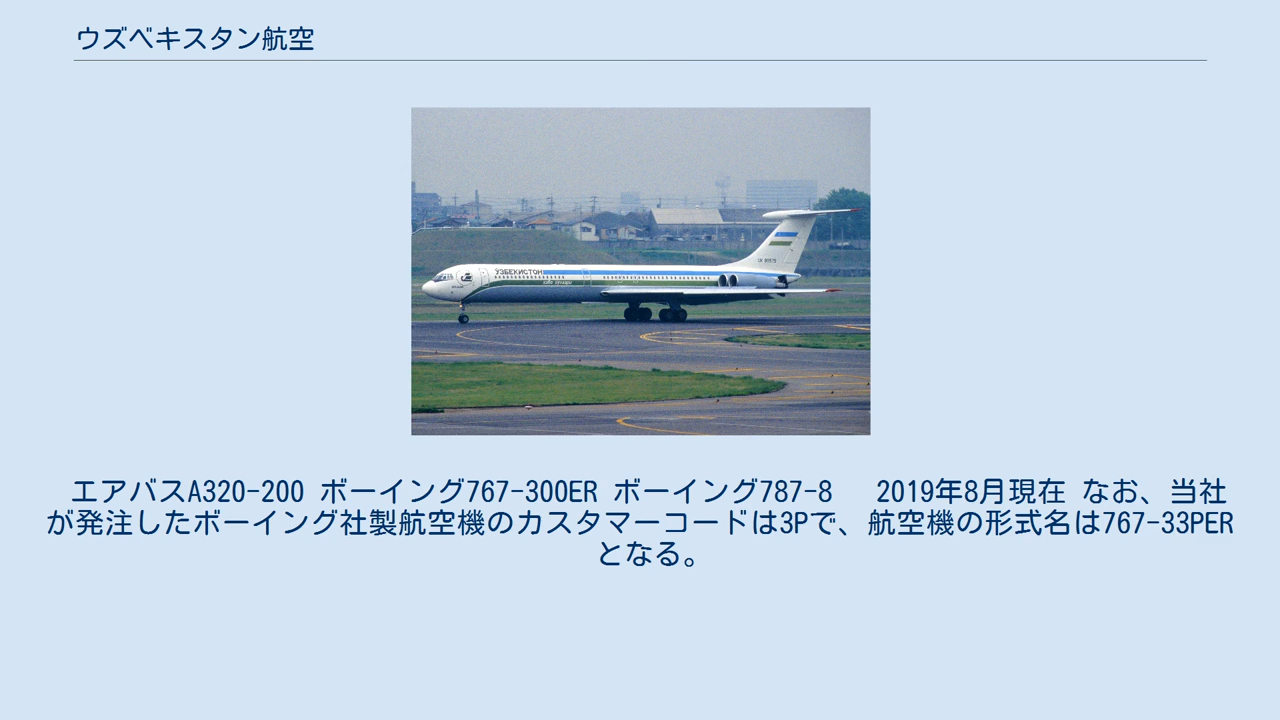 ウズベキスタン航空
ЎЗБЕКИСТОН
エアバスA320-200 ボーイング767-300ER ボーイング787-8　 2019年8月現在 なお、当社
が発注したボーイング社製航空機のカスタマーコードは3Pで、航空機の形式名は767-33PER
となる。